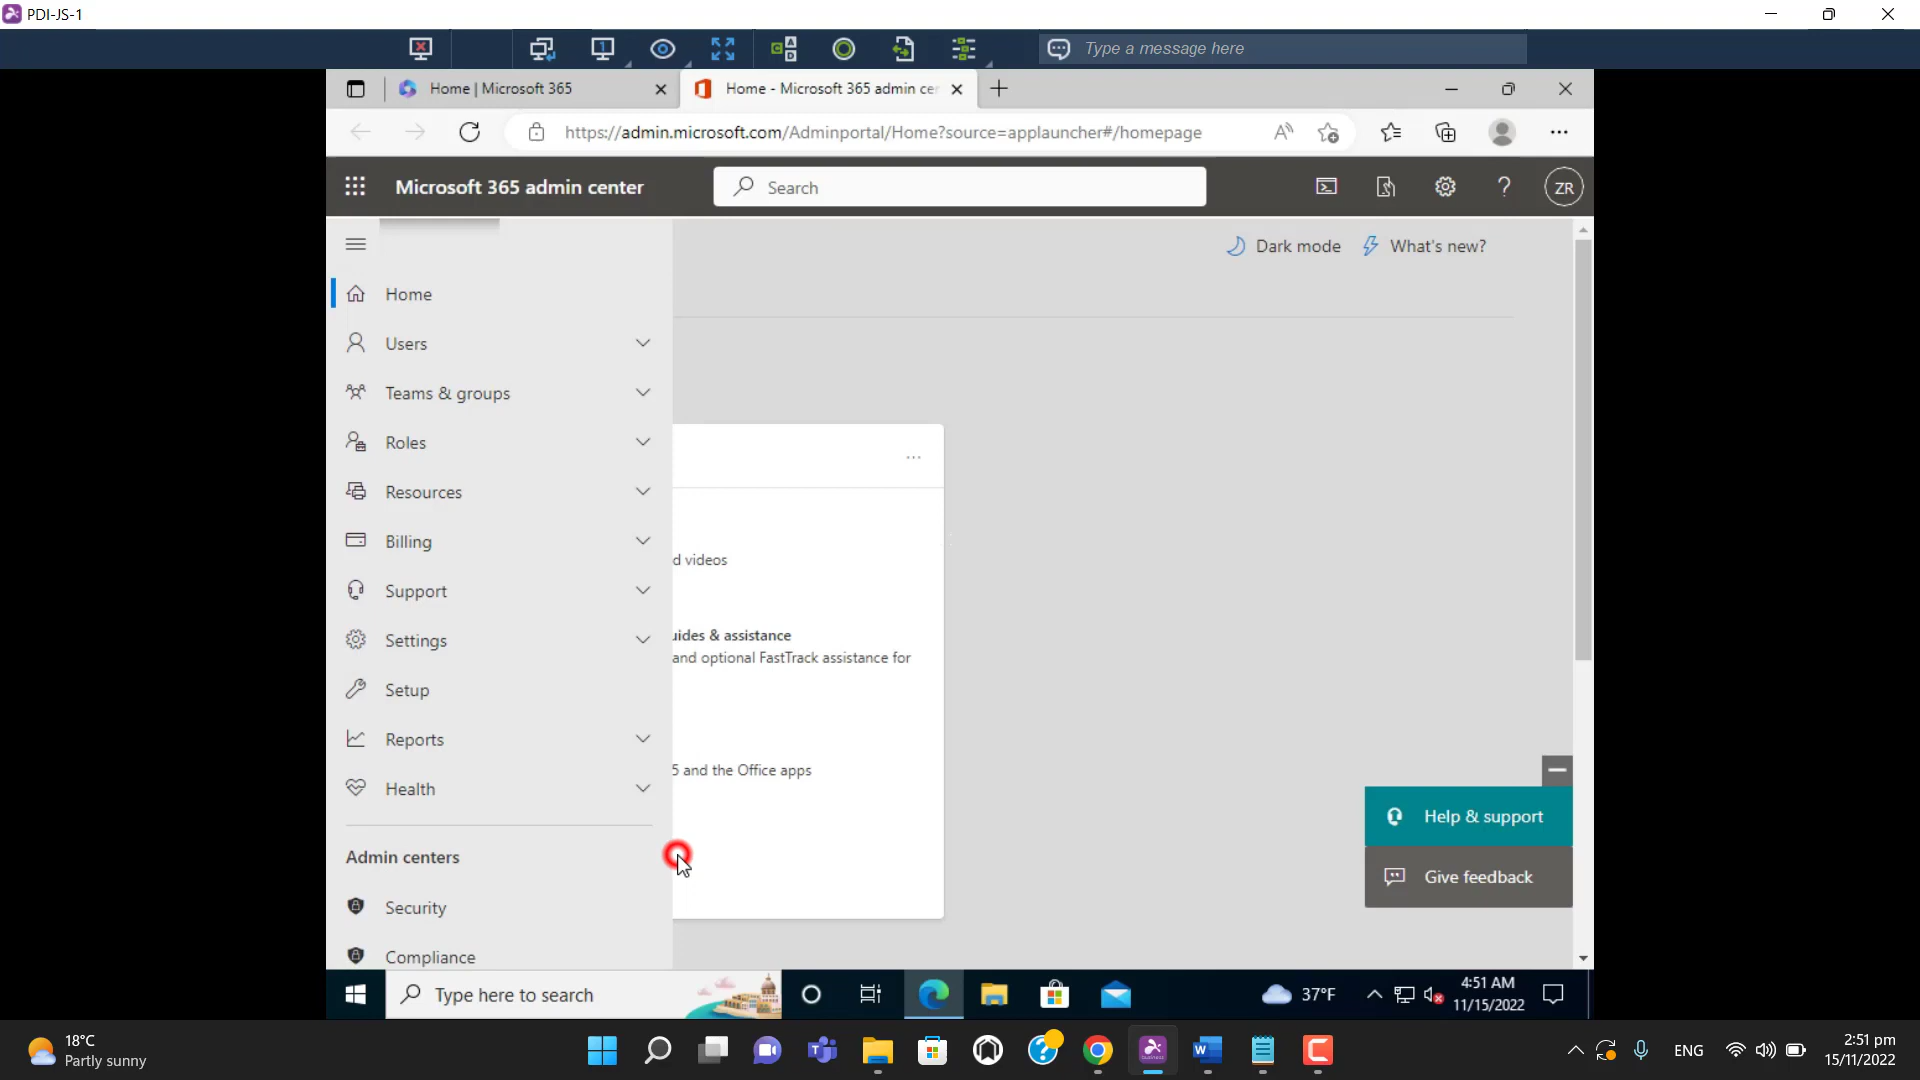 PDI-JS-1
Type a message here
Home | Microsoft 365
Home - Microsoft 365 admin cer
https://admin.microsoft.com/Adminportal/Home?source=applauncher#/homepage
Microsoft 365 admin center
Search
ZR
Dark mode
What's new?
Home
Users
Teams & groups
Roles
Resources
Billing
Support
Settings
Setup
Reports
Health
Admin centers
Security
Compliance
d videos
uides & assistance
and optional FastTrack assistance for
5 and the Office apps
Help & support
Give feedback
Type here to search
37°F
4:51 AM
11/15/2022
18°C
Partly sunny
ENG
2:51 pm
15/11/2022